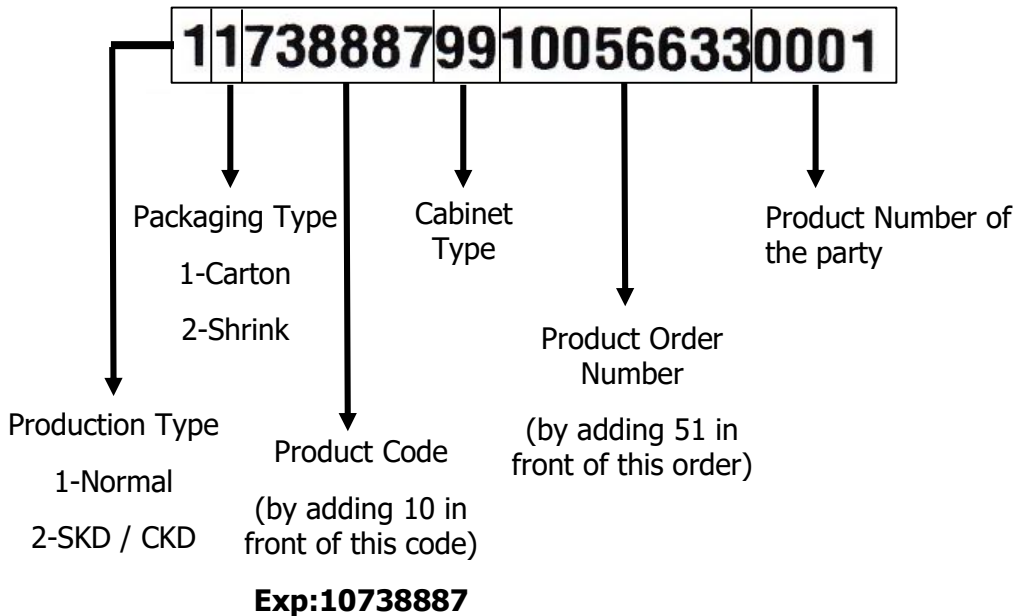 1173888799100566330001
Packaging Type
1-Carton
2-Shrink
Cabinet
Type
Product Number of
the party
Product Order
Number
(by adding 51 in
front of this order)
Production Type
1-Normal
2-SKD / CKD
Product Code
(by adding 10 in
front of this code)
Exp:10738887